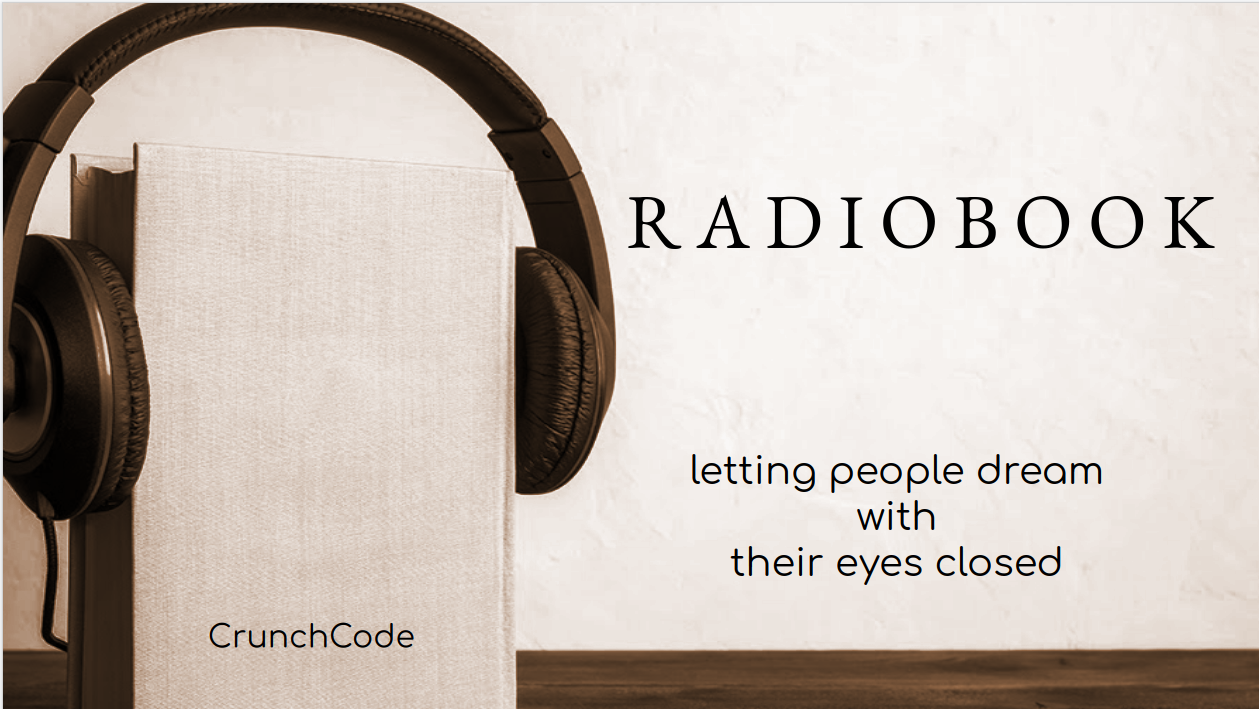 RADIOBOOK
letting people dream
with
their eyes closed
CrunchCode